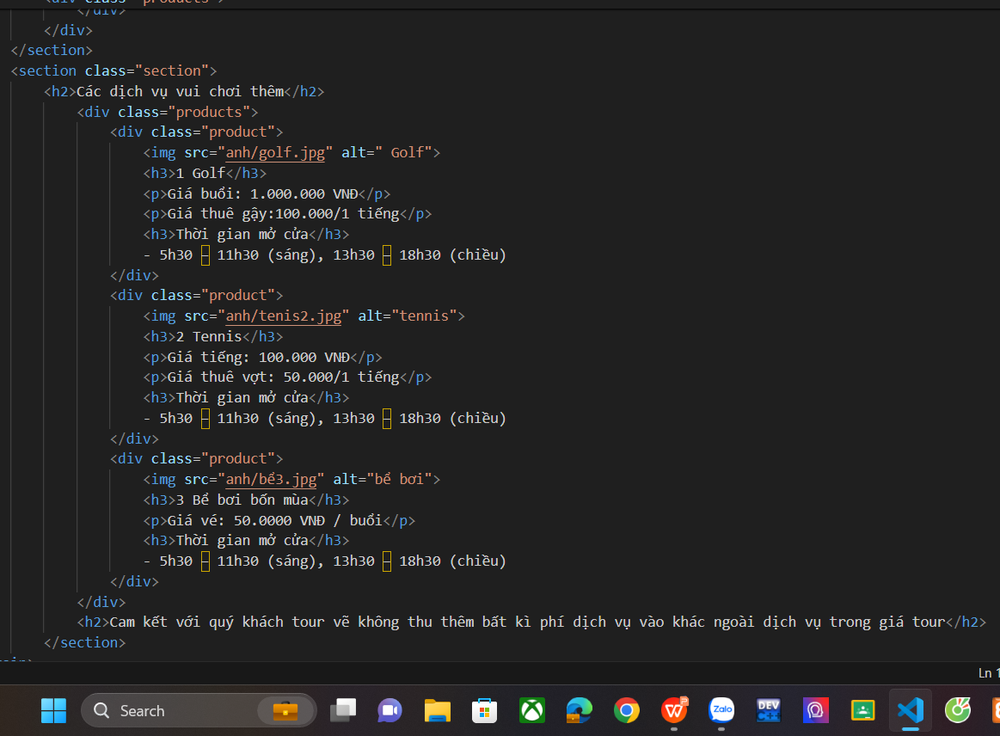 </div>
</div>
</section>
<section class="section">
<h2>Các dịch vụ vui chơi thêm</h2>
<div class="products">
<div class="product">
<img src="anh/golf.jpg" alt=" Golf">
<h3>1 Golf</h3>
<p>Giá buổi: 1.000.000 VNĐ</p>
<p>Giá thuê gậy:100.000/1 tiếng</p>
<h3>Thời gian mở cửa</h3>
- 5h30 – 11h30 (sáng), 13h30 – 18h30 (chiều)
</div>
<div class="product">
<img src="anh/tenis2.jpg" alt="tennis">
<h3>2 Tennis</h3>
<p>Giá tiếng: 100.000 VNĐ</p>
<p>Giá thuê vợt: 50.000/1 tiếng</p>
<h3>Thời gian mở cửa</h3>
- 5h30 – 11h30 (sáng), 13h30 – 18h30 (chiều)
</div>
<div class="product">
<img src="anh/bể3.jpg" alt="bể bơi">
<h3>3 Bể bơi bốn mùa</h3>
<p>Giá vé: 50.0000 VNĐ / buổi</p>
<h3>Thời gian mở cửa</h3>
- 5h30 – 11h30 (sáng), 13h30 – 18h30 (chiều)
</div>
</div>
<h2>Cam kết với quý khách tour vẽ không thu thêm bất kì phí dịch vụ vào khác ngoài dịch vụ trong giá tour</h2>
</section>
Ln 1
Search
Zalo
DEV